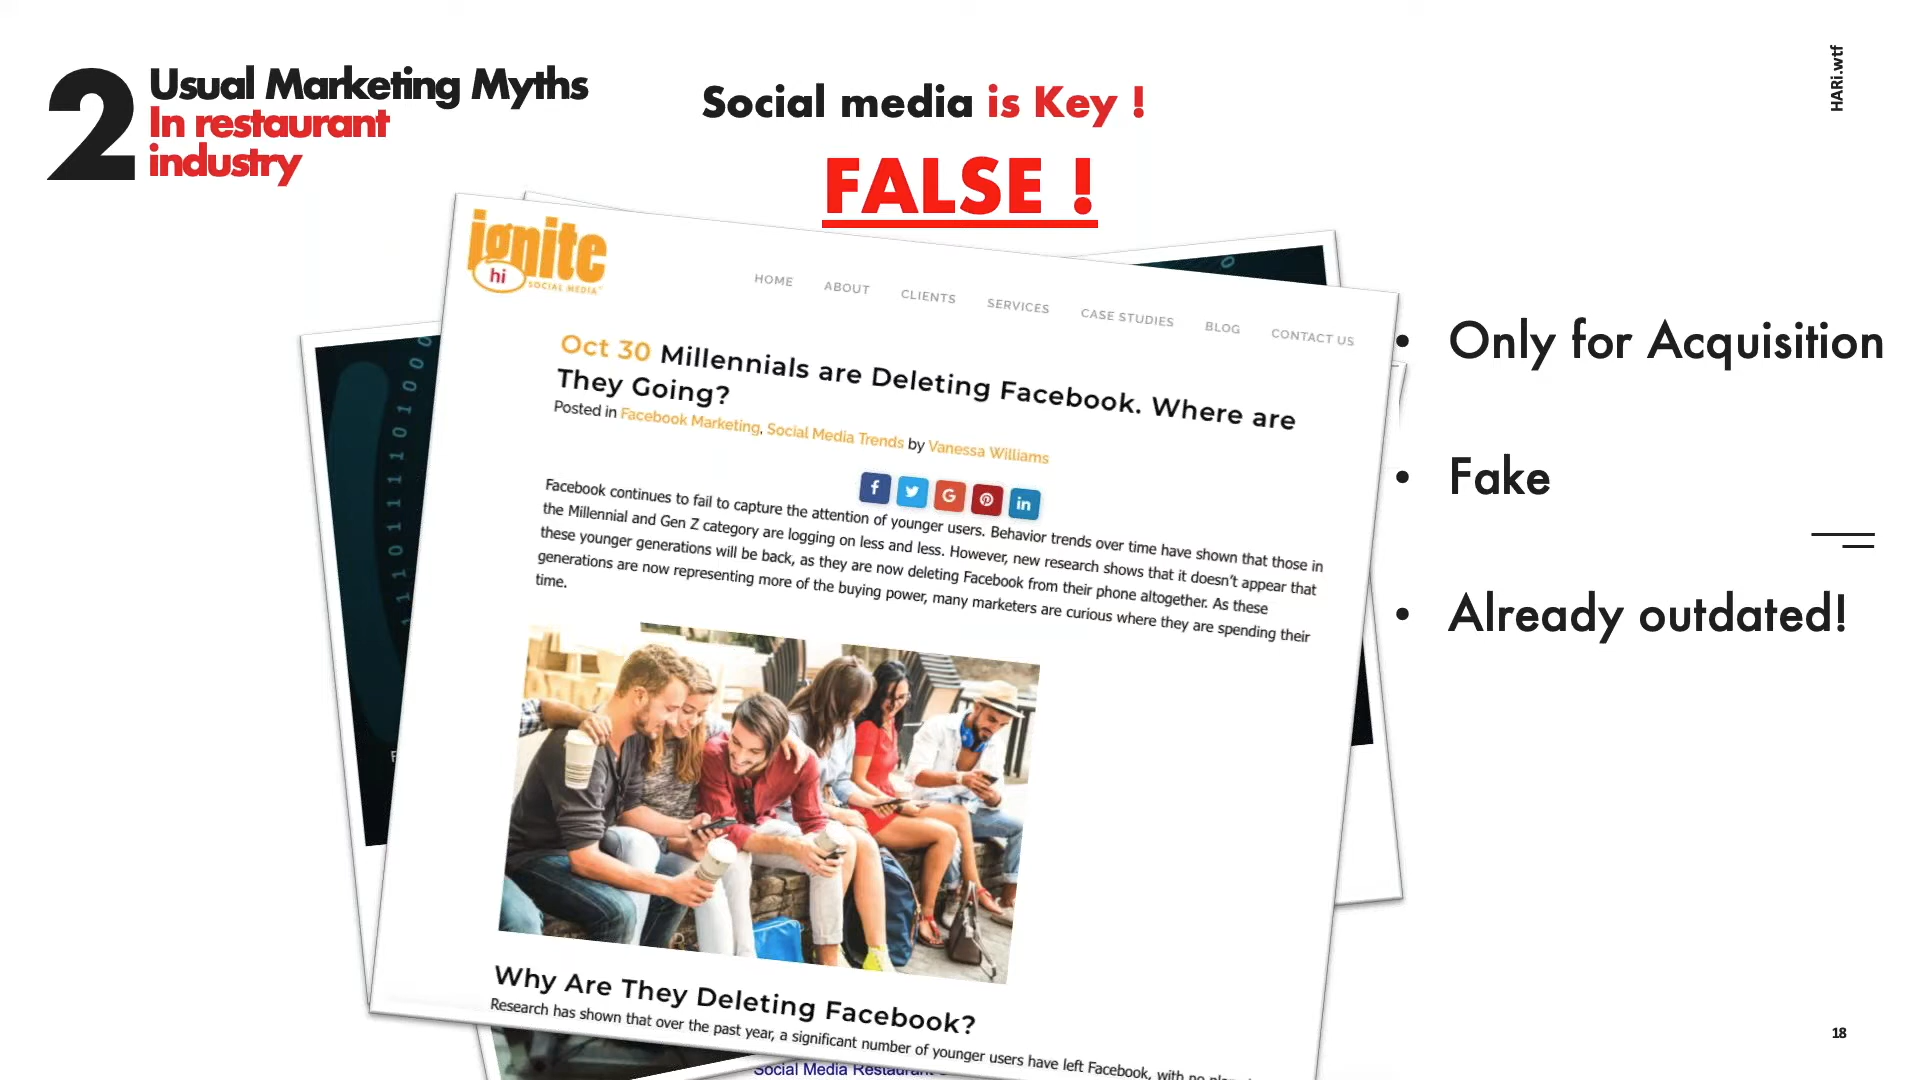 2
Usual Marketing Myths
In restaurant
industry
Social media is Key !
FALSE !
HARi.wtf
ignite
hi
SOCIAL MEDIA
HOME ABOUT CLIENTS SERVICES CASE STUDIES BLOG CONTACT US
Oct 30 Millennials are Deleting Facebook. Where are
They Going?
Posted in Facebook Marketing, Social Media Trends by Vanessa Williams
Facebook continues to fail to capture the attention of younger users. Behavior trends over time have shown that those in
the Millennial and Gen Z category are logging on less and less. However, new research shows that it doesn't appear that
these younger generations will be back, as they are now deleting Facebook from their phone altogether. As these
generations are now representing more of the buying power, many marketers are curious where they are spending their
time.
Why Are They Deleting Facebook?
Research has shown that over the past year, a significant number of younger users have left Facebook, with no
Social Media Restaurant
• Only for Acquisition
• Fake
• Already outdated!
18